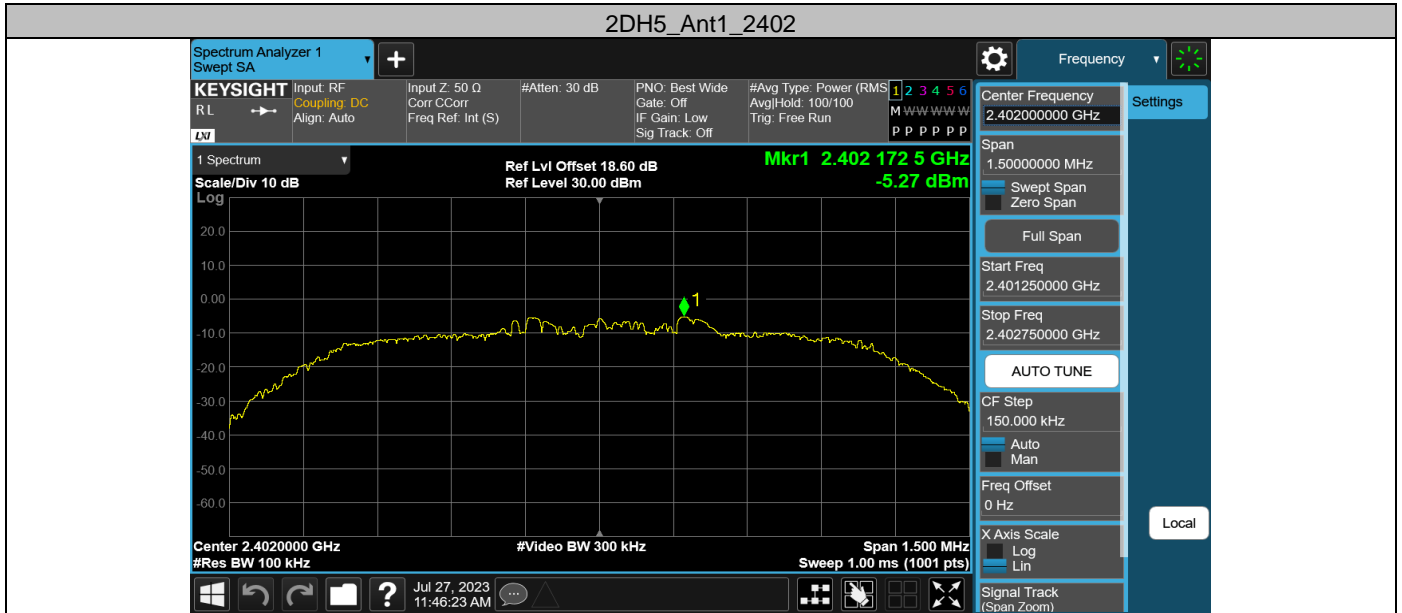 2DH5_Ant1_2402
Spectrum Analyzer 1
Swept SA
+
Frequency
KEYSIGHT
RL
LXI
Input: RF
Coupling: DC
Align: Auto
Input Z: 50 Ω
Corr CCorr
Freq Ref: Int (S)
#Atten: 30 dB
PNO: Best Wide
Gate: Off
IF Gain: Low
Sig Track: Off
#Avg Type: Power (RMS
Avg|Hold: 100/100
Trig: Free Run
1 2 3 4 5 6
M W W W W W
P P P P P P
1 Spectrum
Scale/Div 10 dB
Log
Ref Lvl Offset 18.60 dB
Ref Level 30.00 dBm
Mkr1 2.402 172 5 GHz
-5.27 dBm
20.0
10.0
0.00
-10.0
-20.0
-30.0
-40.0
-50.0
-60.0
1
Center 2.4020000 GHz
#Res BW 100 kHz
#Video BW 300 kHz
Span 1.500 MHz
Sweep 1.00 ms (1001 pts)
Center Frequency
2.402000000 GHz
Settings
Span
1.50000000 MHz
Swept Span
Zero Span
Full Span
Start Freq
2.401250000 GHz
Stop Freq
2.402750000 GHz
AUTO TUNE
CF Step
150.000 kHz
Auto
Man
Freq Offset
0 Hz
X Axis Scale
Log
Lin
Local
Signal Track
(Span Zoom)
?
Jul 27, 2023
11:46:23 AM